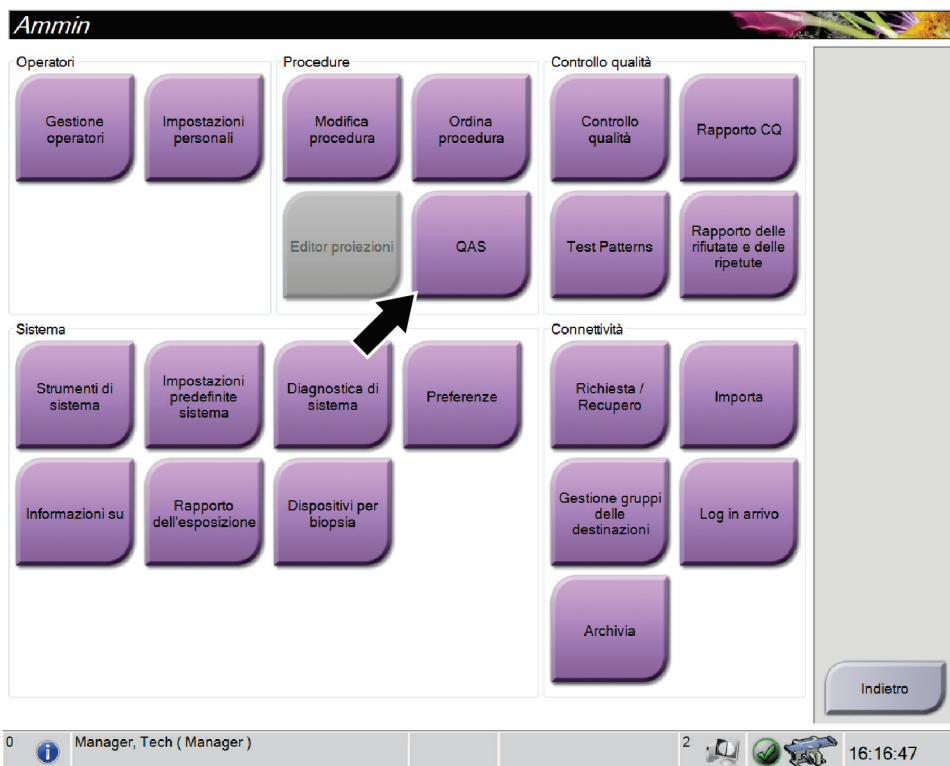 Ammin
Operatori
Gestione
operatori
Impostazioni
personali
Procedure
Modifica
procedura
Ordina
procedura
Editor proiezioni
QAS
Controllo qualità
Controllo
qualità
Rapporto CQ
Test Patterns
Rapporto delle
rifiutate e delle
ripetute
Sistema
Strumenti di
sistema
Impostazioni
predefinite
sistema
Diagnostica di
sistema
Preferenze
Informazioni su
Rapporto
dell'esposizione
Dispositivi per
biopsia
Connettività
Richiesta /
Recupero
Importa
Gestione gruppi
delle
destinazioni
Log in arrivo
Archivia
Indietro
0
Manager, Tech ( Manager )
2
16:16:47